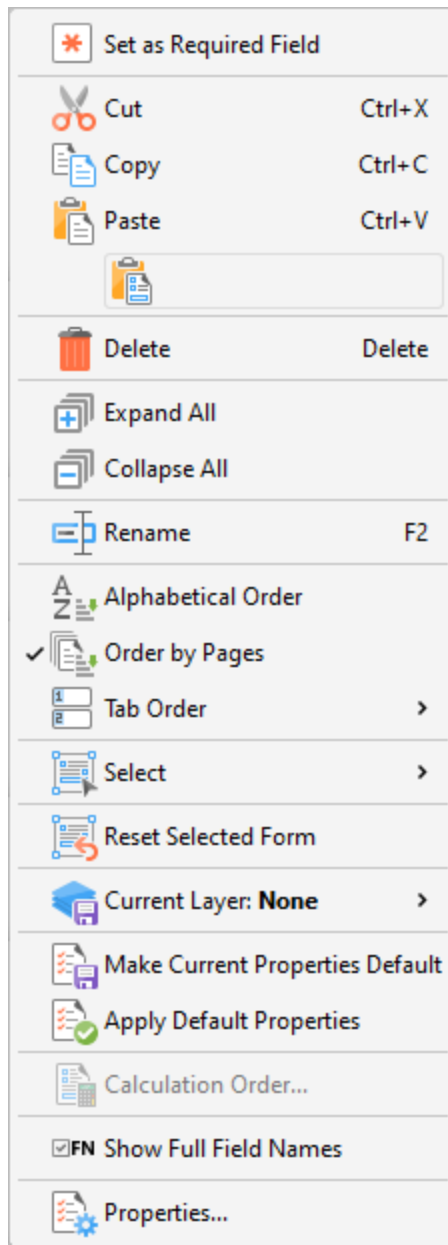 Set as Required Field
Cut Ctrl+X
Copy Ctrl+C
Paste Ctrl+V
Delete Delete
Expand All
Collapse All
Rename F2
A
Z Alphabetical Order
Order by Pages
1
2 Tab Order
Select
Reset Selected Form
Current Layer: None
Make Current Properties Default
Apply Default Properties
Calculation Order...
FN Show Full Field Names
Properties...